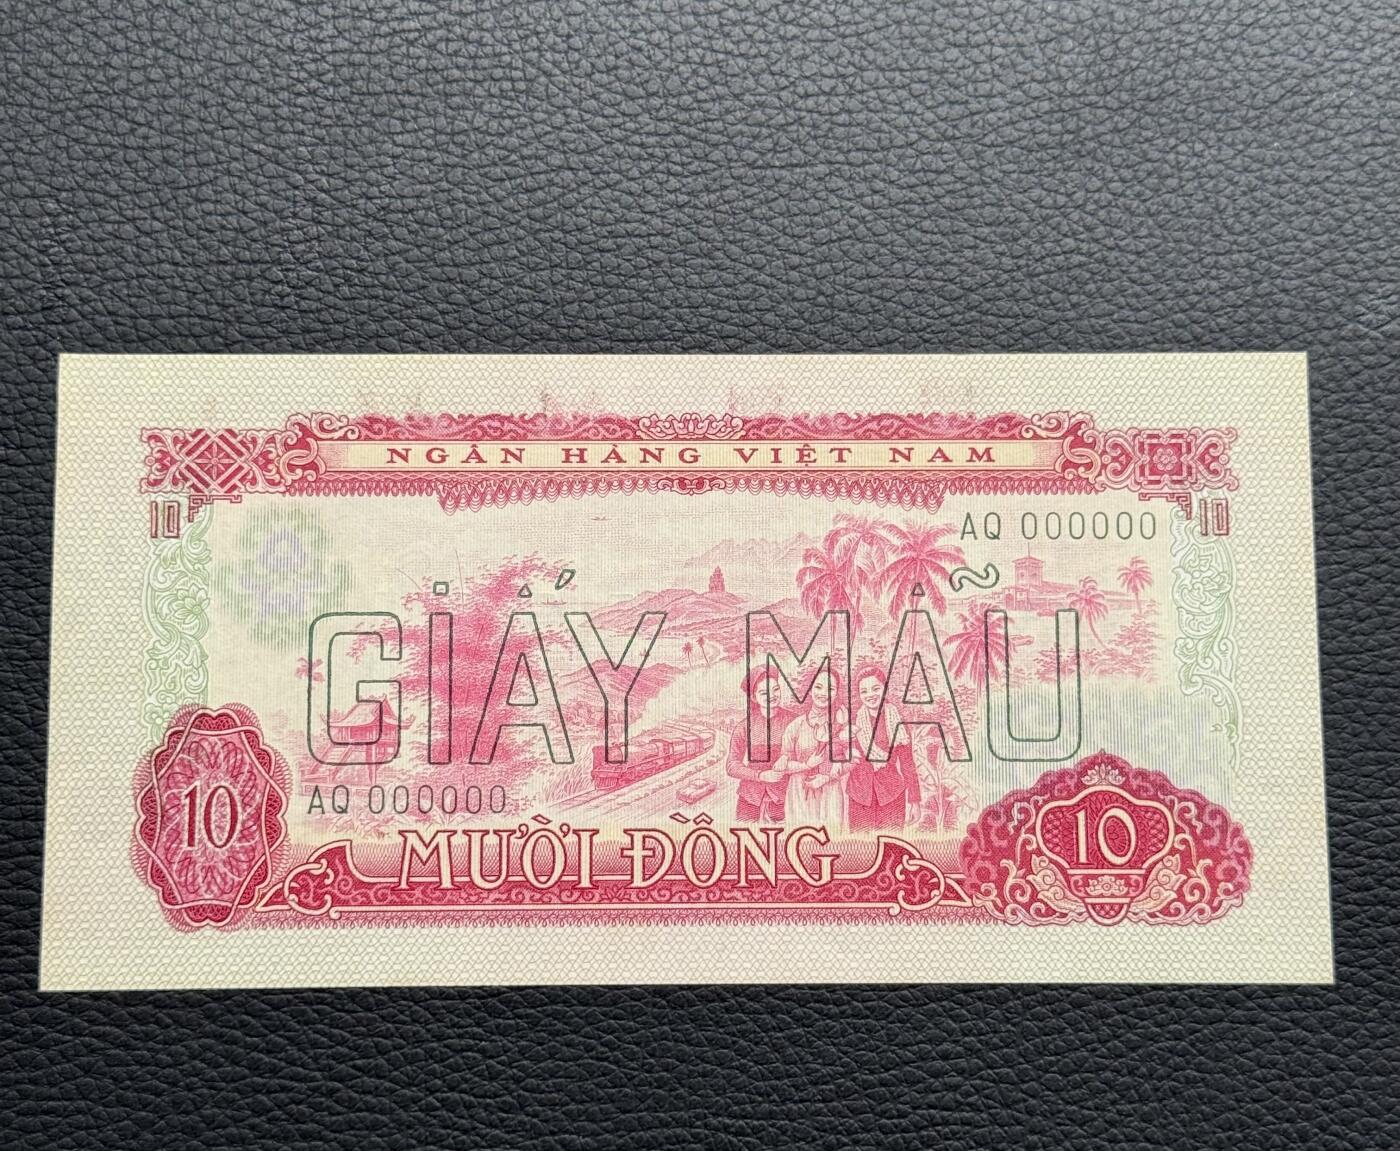 NGÂN HÀNG VIỆT NAM
10
10
AQ 000000
GIẤY MẪU
AQ 000000
10
MƯỜI ĐỒNG
10